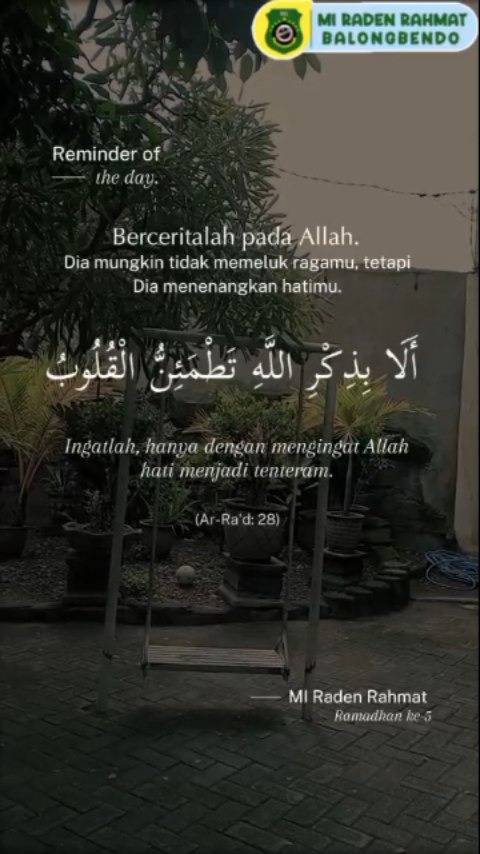 MI RADEN RAHMAT
BALONGBENDO
Reminder of
the day.
Berceritalah pada Allah.
Dia mungkin tidak memeluk ragamu, tetapi
Dia menenangkan hatimu.
أَلَا بِذِكْرِ اللَّهِ تَطْمَئِنُّ الْقُلُوبُ
Ingatlah, hanya dengan mengingat Allah
hati menjadi tenteram.
(Ar-Ra'd: 28)
MI Raden Rahmat
Ramadhan ke-5